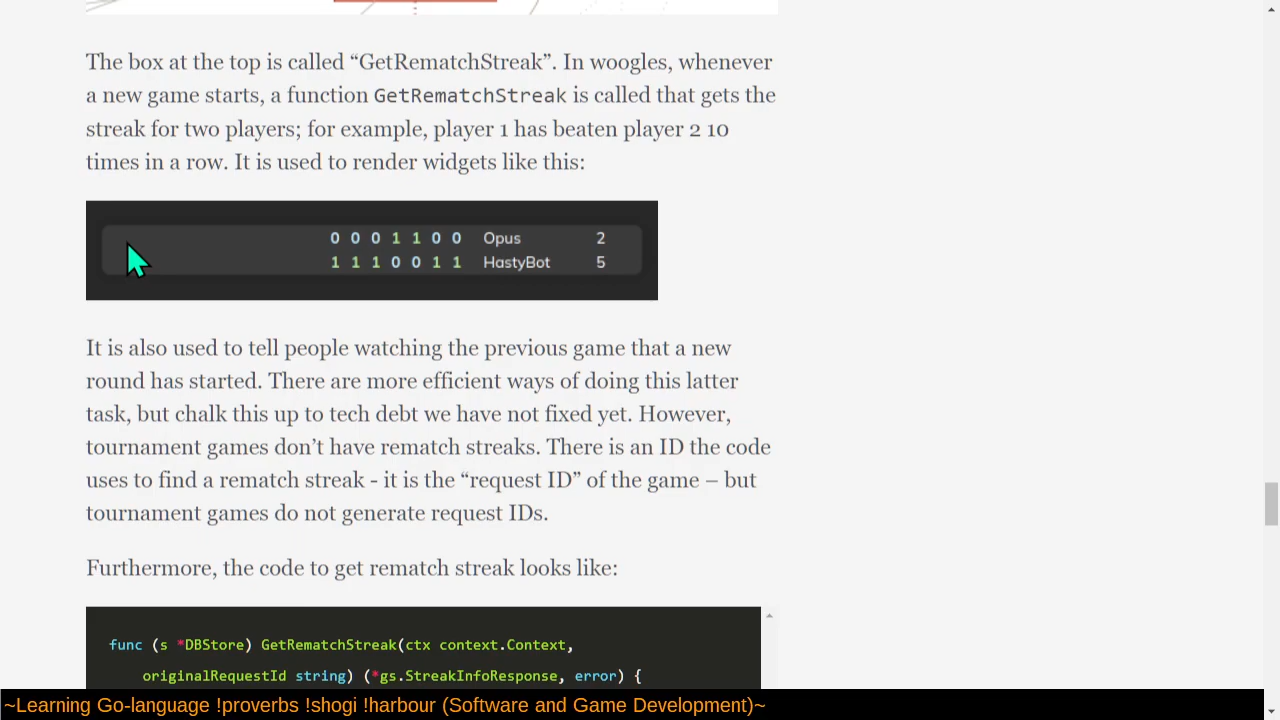 The box at the top is called “GetRematchStreak”. In woogles, whenever
a new game starts, a function GetRematchStreak is called that gets the
streak for two players; for example, player 1 has beaten player 2 10
times in a row. It is used to render widgets like this:
0 0 0 1 1 0 0 Opus 2
1 1 1 0 0 1 1 HastyBot 5
It is also used to tell people watching the previous game that a new
round has started. There are more efficient ways of doing this latter
task, but chalk this up to tech debt we have not fixed yet. However,
tournament games don’t have rematch streaks. There is an ID the code
uses to find a rematch streak - it is the “request ID” of the game – but
tournament games do not generate request IDs.
Furthermore, the code to get rematch streak looks like:
func (s *DBStore) GetRematchStreak(ctx context.Context,
originalRequestId string) (*gs.StreakInfoResponse, error) {
~Learning Go-language !proverbs !shogi !harbour (Software and Game Development)~